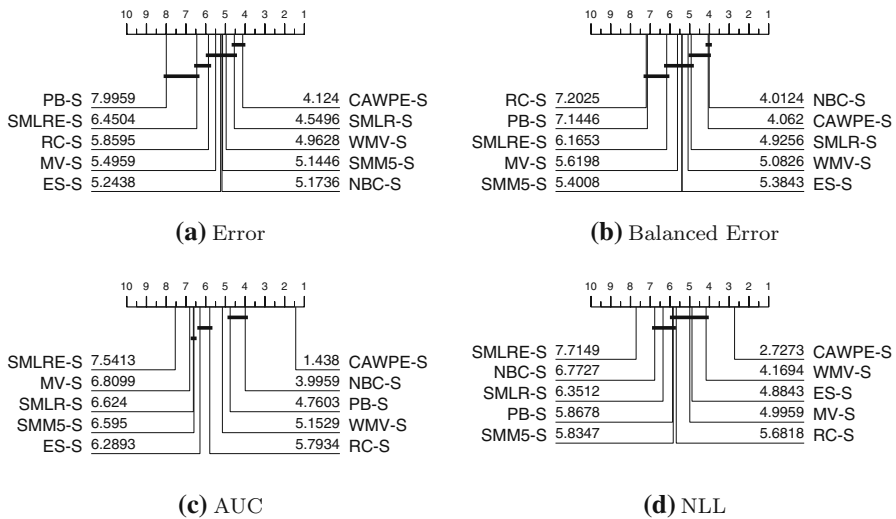 10 9 8 7 6 5 4 3 2 1
PB-S 7.9959 4.124 CAWPE-S
SMLRE-S 6.4504 4.5496 SMLR-S
RC-S 5.8595 4.9628 WMV-S
MV-S 5.4959 5.1446 SMM5-S
ES-S 5.2438 5.1736 NBC-S
(a) Error
10 9 8 7 6 5 4 3 2 1
RC-S 7.2025 4.0124 NBC-S
PB-S 7.1446 4.062 CAWPE-S
SMLRE-S 6.1653 4.9256 SMLR-S
MV-S 5.6198 5.0826 WMV-S
SMM5-S 5.4008 5.3843 ES-S
(b) Balanced Error
10 9 8 7 6 5 4 3 2 1
SMLRE-S 7.5413 1.438 CAWPE-S
MV-S 6.8099 3.9959 NBC-S
SMLR-S 6.624 4.7603 PB-S
SMM5-S 6.595 5.1529 WMV-S
ES-S 6.2893 5.7934 RC-S
(c) AUC
10 9 8 7 6 5 4 3 2 1
SMLRE-S 7.7149 2.7273 CAWPE-S
NBC-S 6.7727 4.1694 WMV-S
SMLR-S 6.3512 4.8843 ES-S
PB-S 5.8678 4.9959 MV-S
SMM5-S 5.8347 5.6818 RC-S
(d) NLL